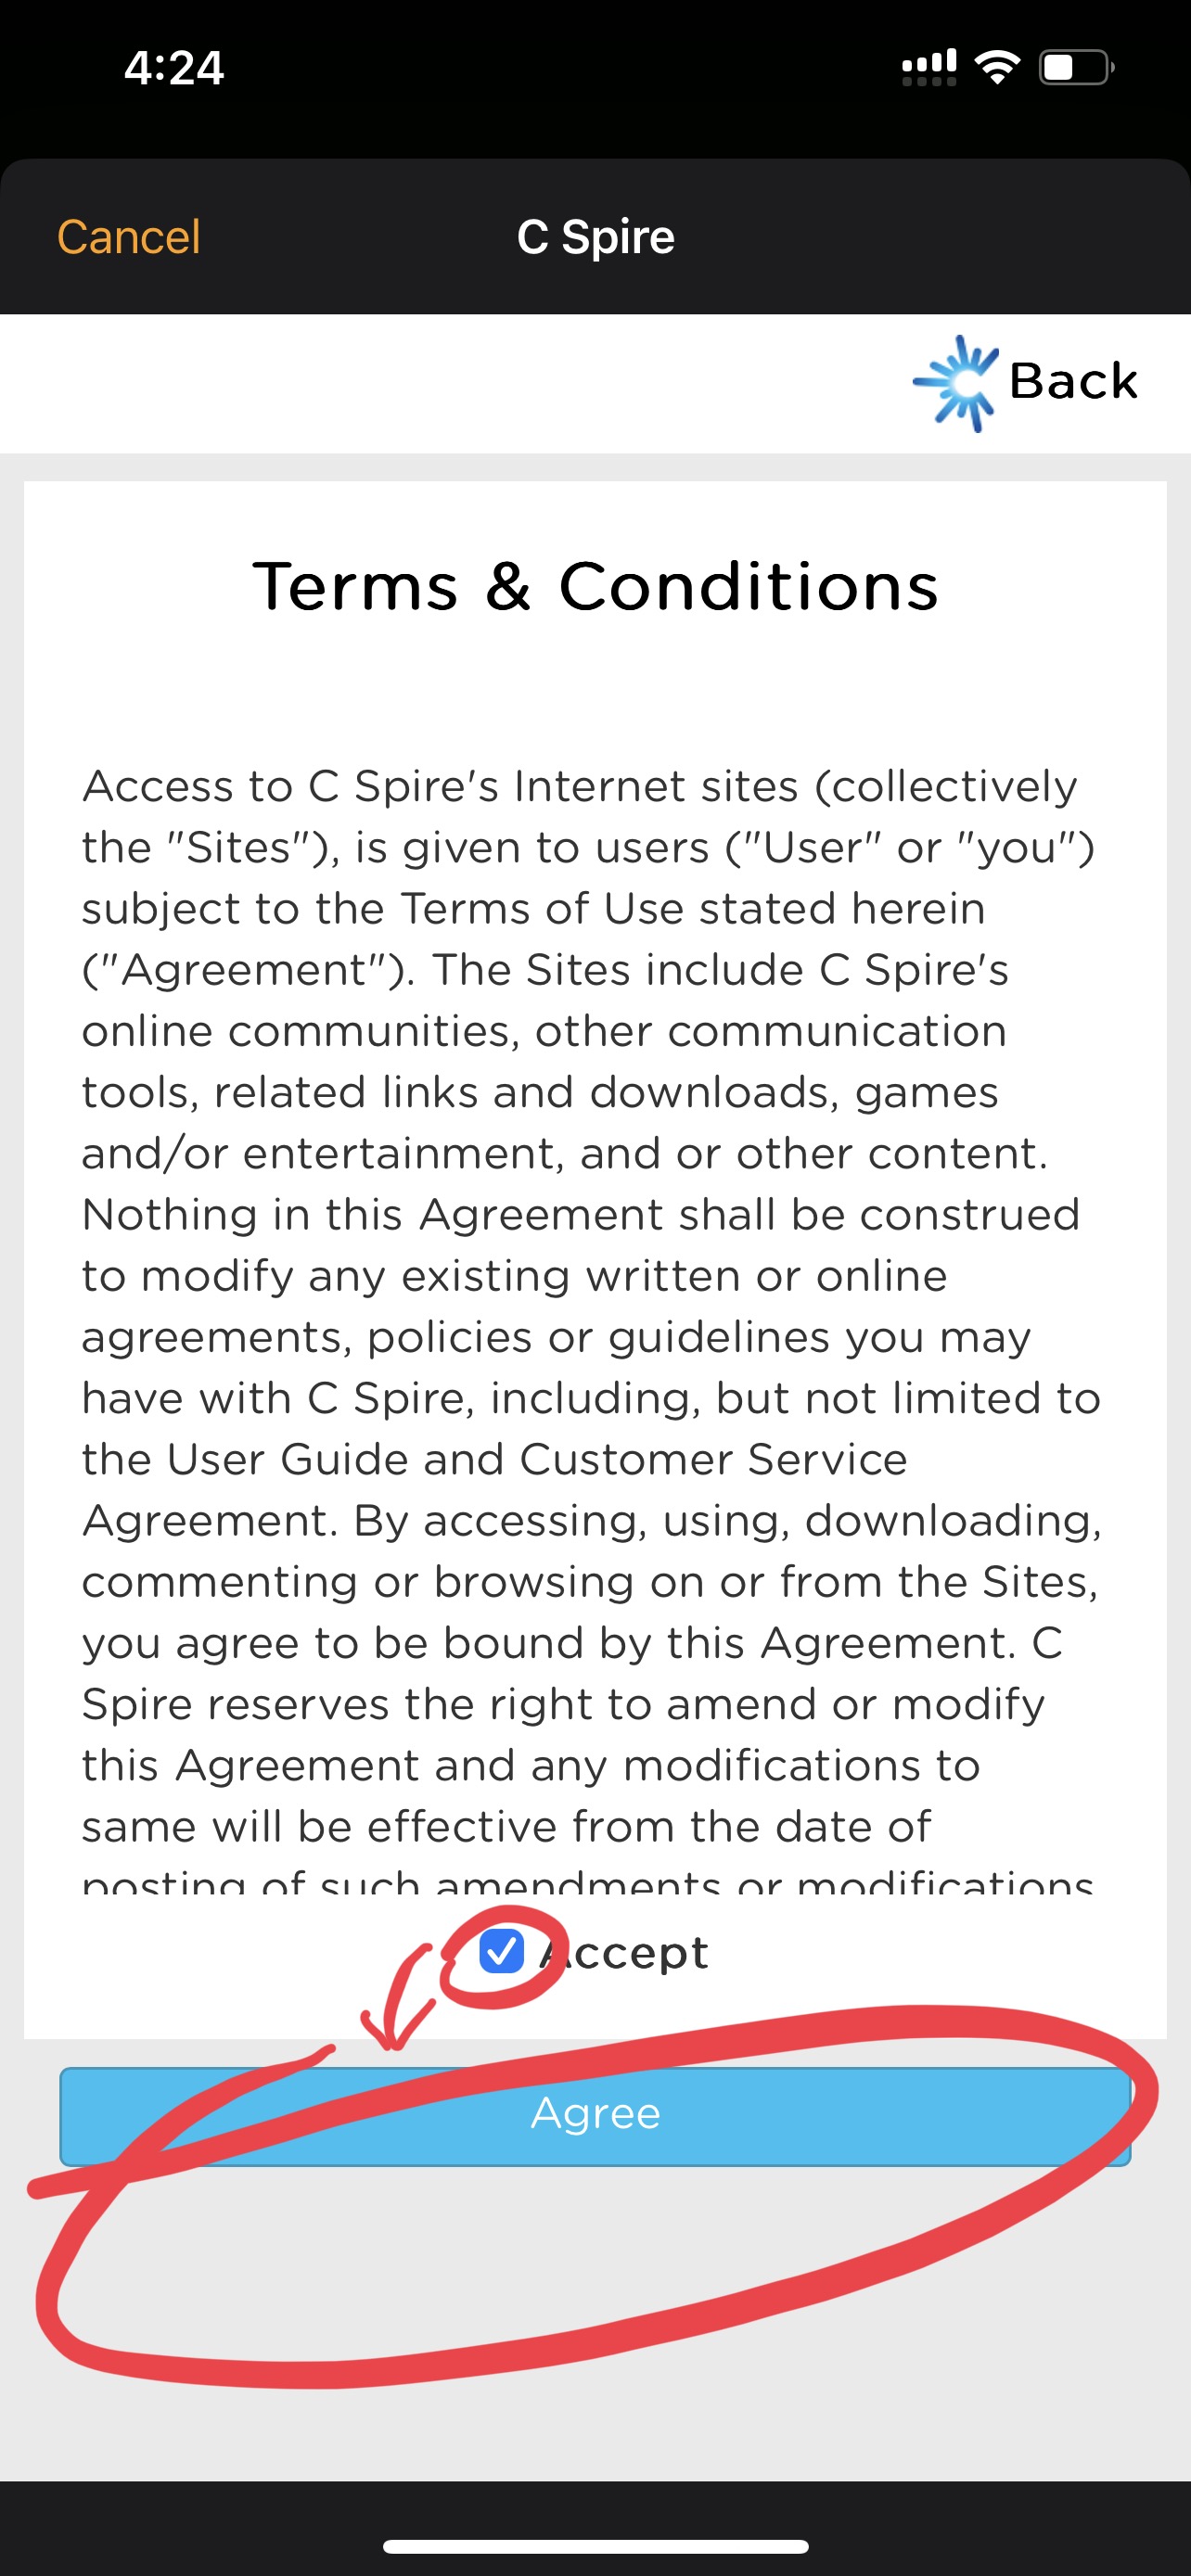 4:24
Cancel
C Spire
Back
Terms & Conditions
Access to C Spire's Internet sites (collectively
the "Sites"), is given to users ("User" or "you")
subject to the Terms of Use stated herein
("Agreement"). The Sites include C Spire's
online communities, other communication
tools, related links and downloads, games
and/or entertainment, and or other content.
Nothing in this Agreement shall be construed
to modify any existing written or online
agreements, policies or guidelines you may
have with C Spire, including, but not limited to
the User Guide and Customer Service
Agreement. By accessing, using, downloading,
commenting or browsing on or from the Sites,
you agree to be bound by this Agreement. C
Spire reserves the right to amend or modify
this Agreement and any modifications to
same will be effective from the date of
posting of such amendments or modifications
Accept
Agree